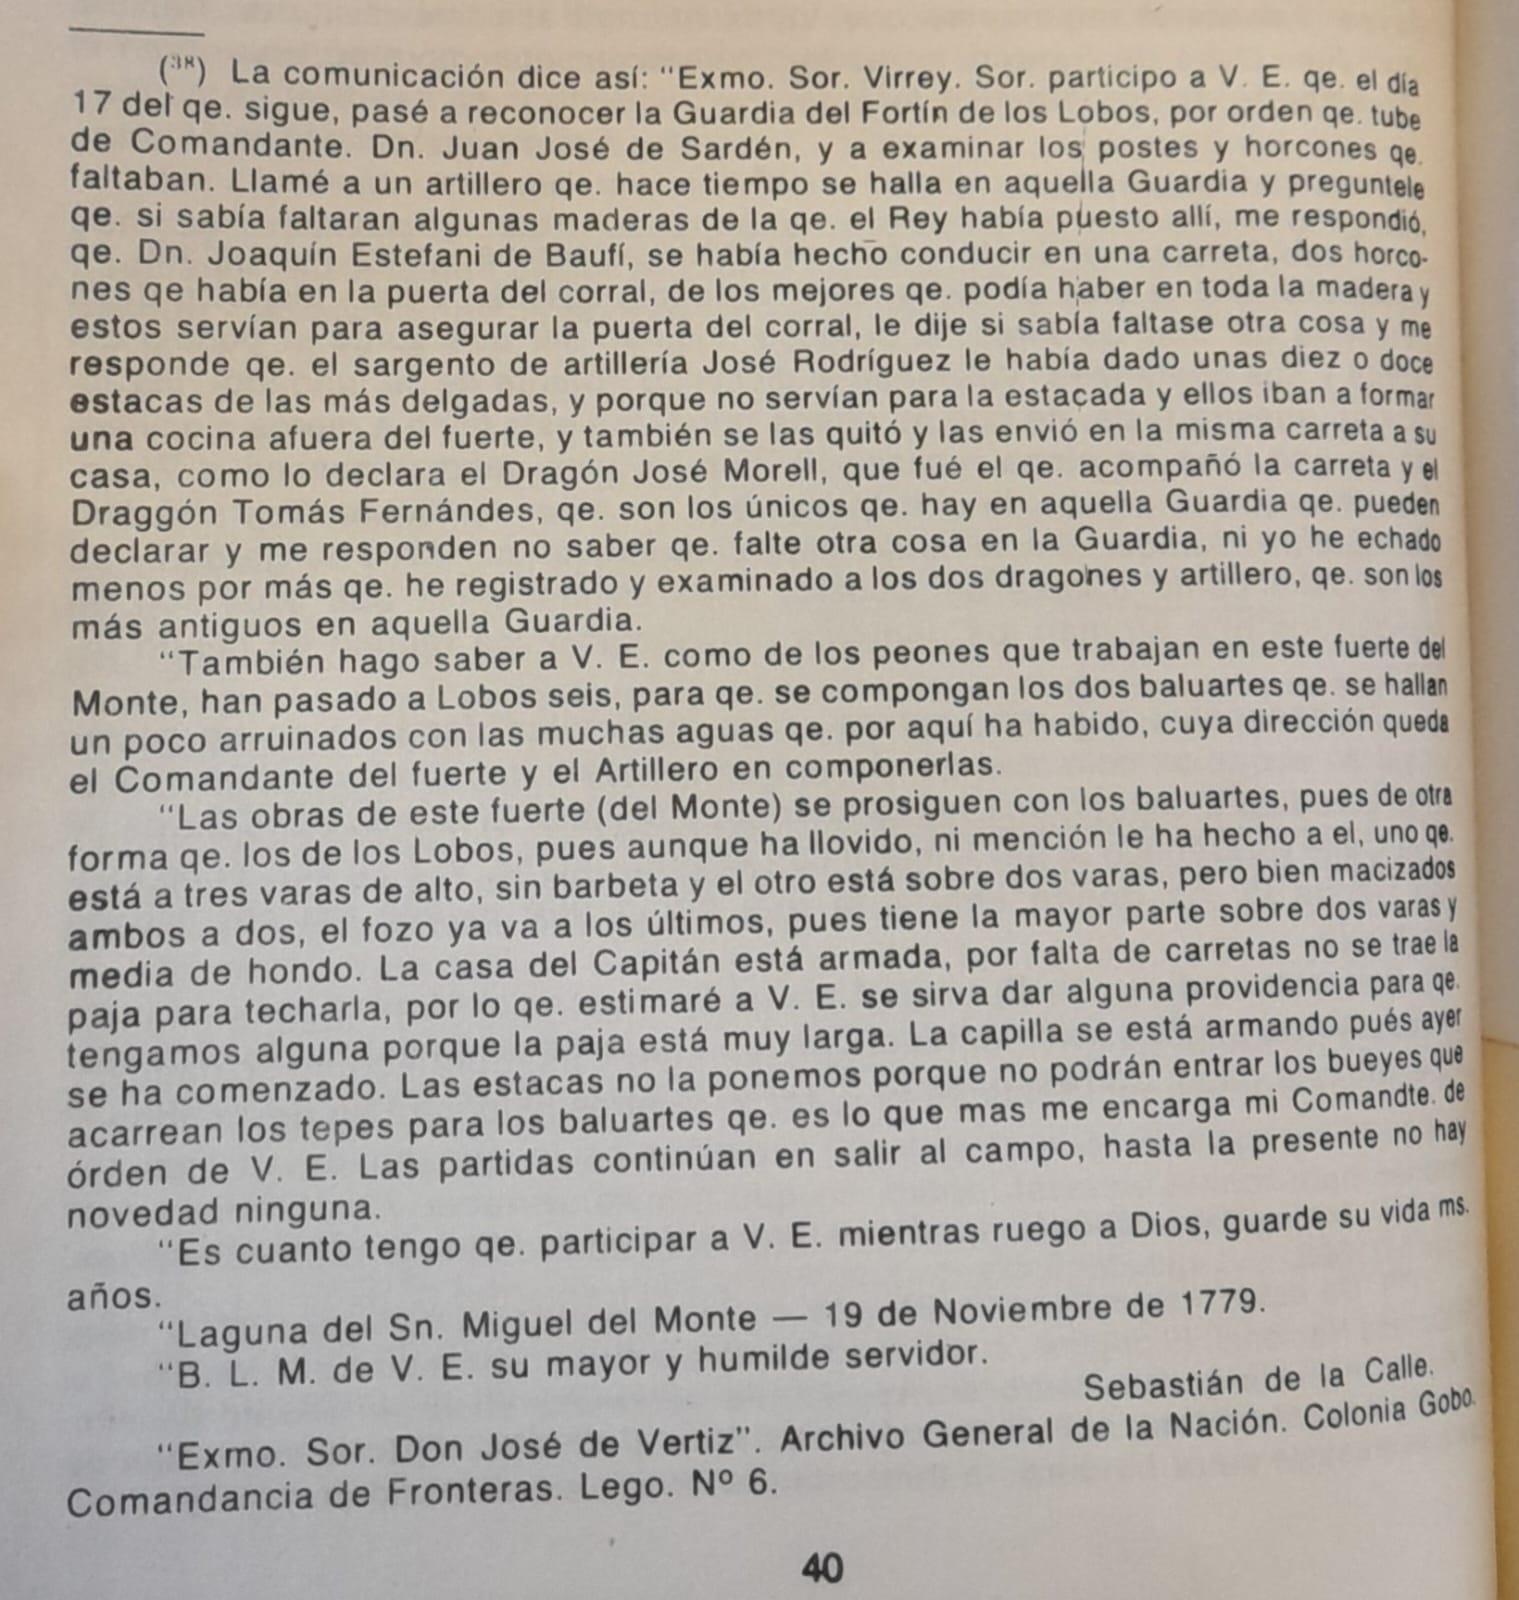 (38) La comunicación dice así: "Exmo. Sor. Virrey. Sor. participo a V. E. qe. el día
17 del qe. sigue, pasé a reconocer la Guardia del Fortín de los Lobos, por orden qe. tube
de Comandante. Dn. Juan José de Sardén, y a examinar los postes y horcones qe.
faltaban. Llamé a un artillero qe. hace tiempo se halla en aquella Guardia y preguntele
qe. si sabía faltaran algunas maderas de la qe. el Rey había puesto allí, me respondió,
qe. Dn. Joaquín Estefani de Baufí, se había hecho conducir en una carreta, dos horco-
nes qe había en la puerta del corral, de los mejores qe. podía haber en toda la madera y
estos servían para asegurar la puerta del corral, le dije si sabía faltase otra cosa y me
responde qe. el sargento de artillería José Rodríguez le había dado unas diez o doce
estacas de las más delgadas, y porque no servían para la estacada y ellos iban a formar
una cocina afuera del fuerte, y también se las quitó y las envió en la misma carreta a su
casa, como lo declara el Dragón José Morell, que fué el qe. acompañó la carreta y el
Draggón Tomás Fernándes, qe. son los únicos qe. hay en aquella Guardia qe. pueden
declarar y me responden no saber qe. falte otra cosa en la Guardia, ni yo he echado
menos por más qe. he registrado y examinado a los dos dragones y artillero, qe. son los
más antiguos en aquella Guardia.
"También hago saber a V. E. como de los peones que trabajan en este fuerte del
Monte, han pasado a Lobos seis, para qe. se compongan los dos baluartes qe. se hallan
un poco arruinados con las muchas aguas qe. por aquí ha habido, cuya dirección queda
el Comandante del fuerte y el Artillero en componerlas.
"Las obras de este fuerte (del Monte) se prosiguen con los baluartes, pues de otra
forma qe. los de los Lobos, pues aunque ha llovido, ni mención le ha hecho a el, uno qe.
está a tres varas de alto, sin barbeta y el otro está sobre dos varas, pero bien macizados
ambos a dos, el fozo ya va a los últimos, pues tiene la mayor parte sobre dos varas y
media de hondo. La casa del Capitán está armada, por falta de carretas no se trae la
paja para techarla, por lo qe. estimaré a V. E. se sirva dar alguna providencia para qe.
tengamos alguna porque la paja está muy larga. La capilla se está armando pués ayer
se ha comenzado. Las estacas no la ponemos porque no podrán entrar los bueyes que
acarrean los tepes para los baluartes qe. es lo que mas me encarga mi Comandte. de
órden de V. E. Las partidas continúan en salir al campo, hasta la presente no hay
novedad ninguna.
"Es cuanto tengo qe. participar a V. E. mientras ruego a Dios, guarde su vida ms.
años.
"Laguna del Sn. Miguel del Monte — 19 de Noviembre de 1779.
"B. L. M. de V. E. su mayor y humilde servidor.
Sebastián de la Calle.
"Exmo. Sor. Don José de Vertiz". Archivo General de la Nación. Colonia Gobo.
Comandancia de Fronteras. Lego. Nº 6.
40